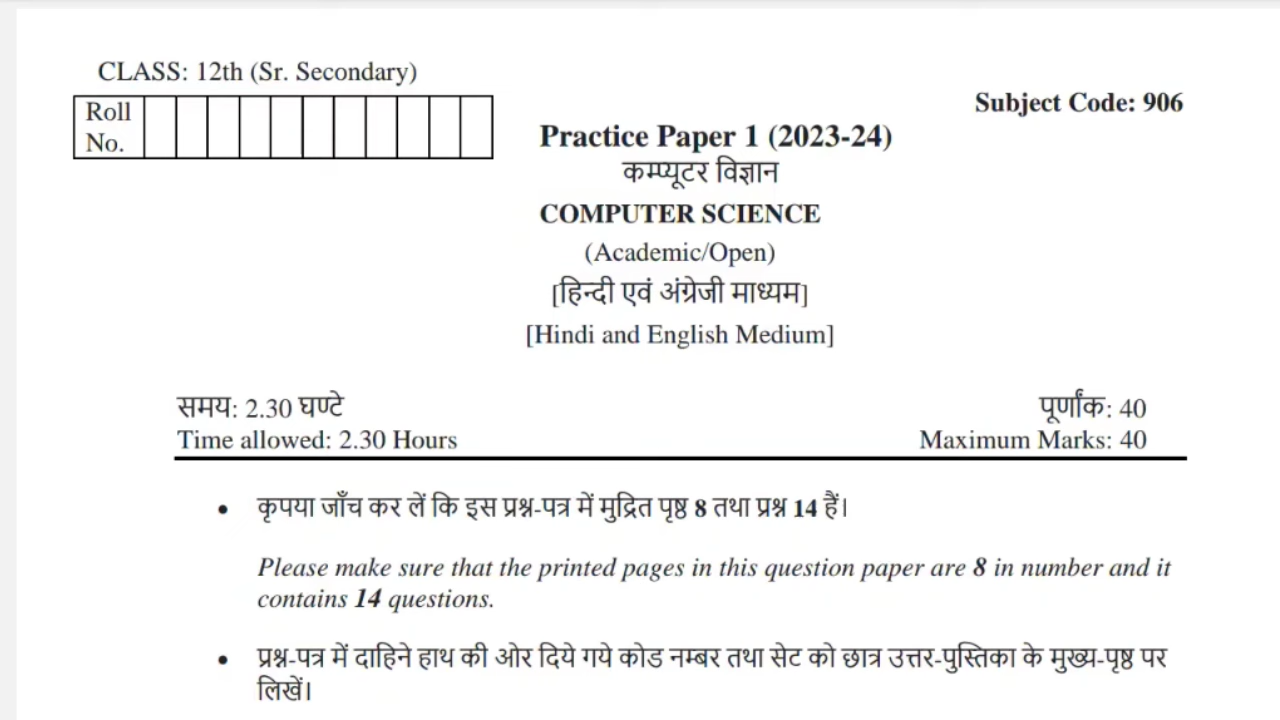 CLASS: 12th (Sr. Secondary)
Roll
No.
Subject Code: 906
Practice Paper 1 (2023-24)
कम्प्यूटर विज्ञान
COMPUTER SCIENCE
(Academic/Open)
[हिन्दी एवं अंग्रेजी माध्यम]
[Hindi and English Medium]
समय: 2.30 घण्टे
पूर्णांक: 40
Time allowed: 2.30 Hours
Maximum Marks: 40
• कृपया जाँच कर लें कि इस प्रश्न-पत्र में मुद्रित पृष्ठ 8 तथा प्रश्न 14 हैं।
Please make sure that the printed pages in this question paper are 8 in number and it
contains 14 questions.
• प्रश्न-पत्र में दाहिने हाथ की ओर दिये गये कोड नम्बर तथा सेट को छात्र उत्तर-पुस्तिका के मुख्य-पृष्ठ पर
लिखें।